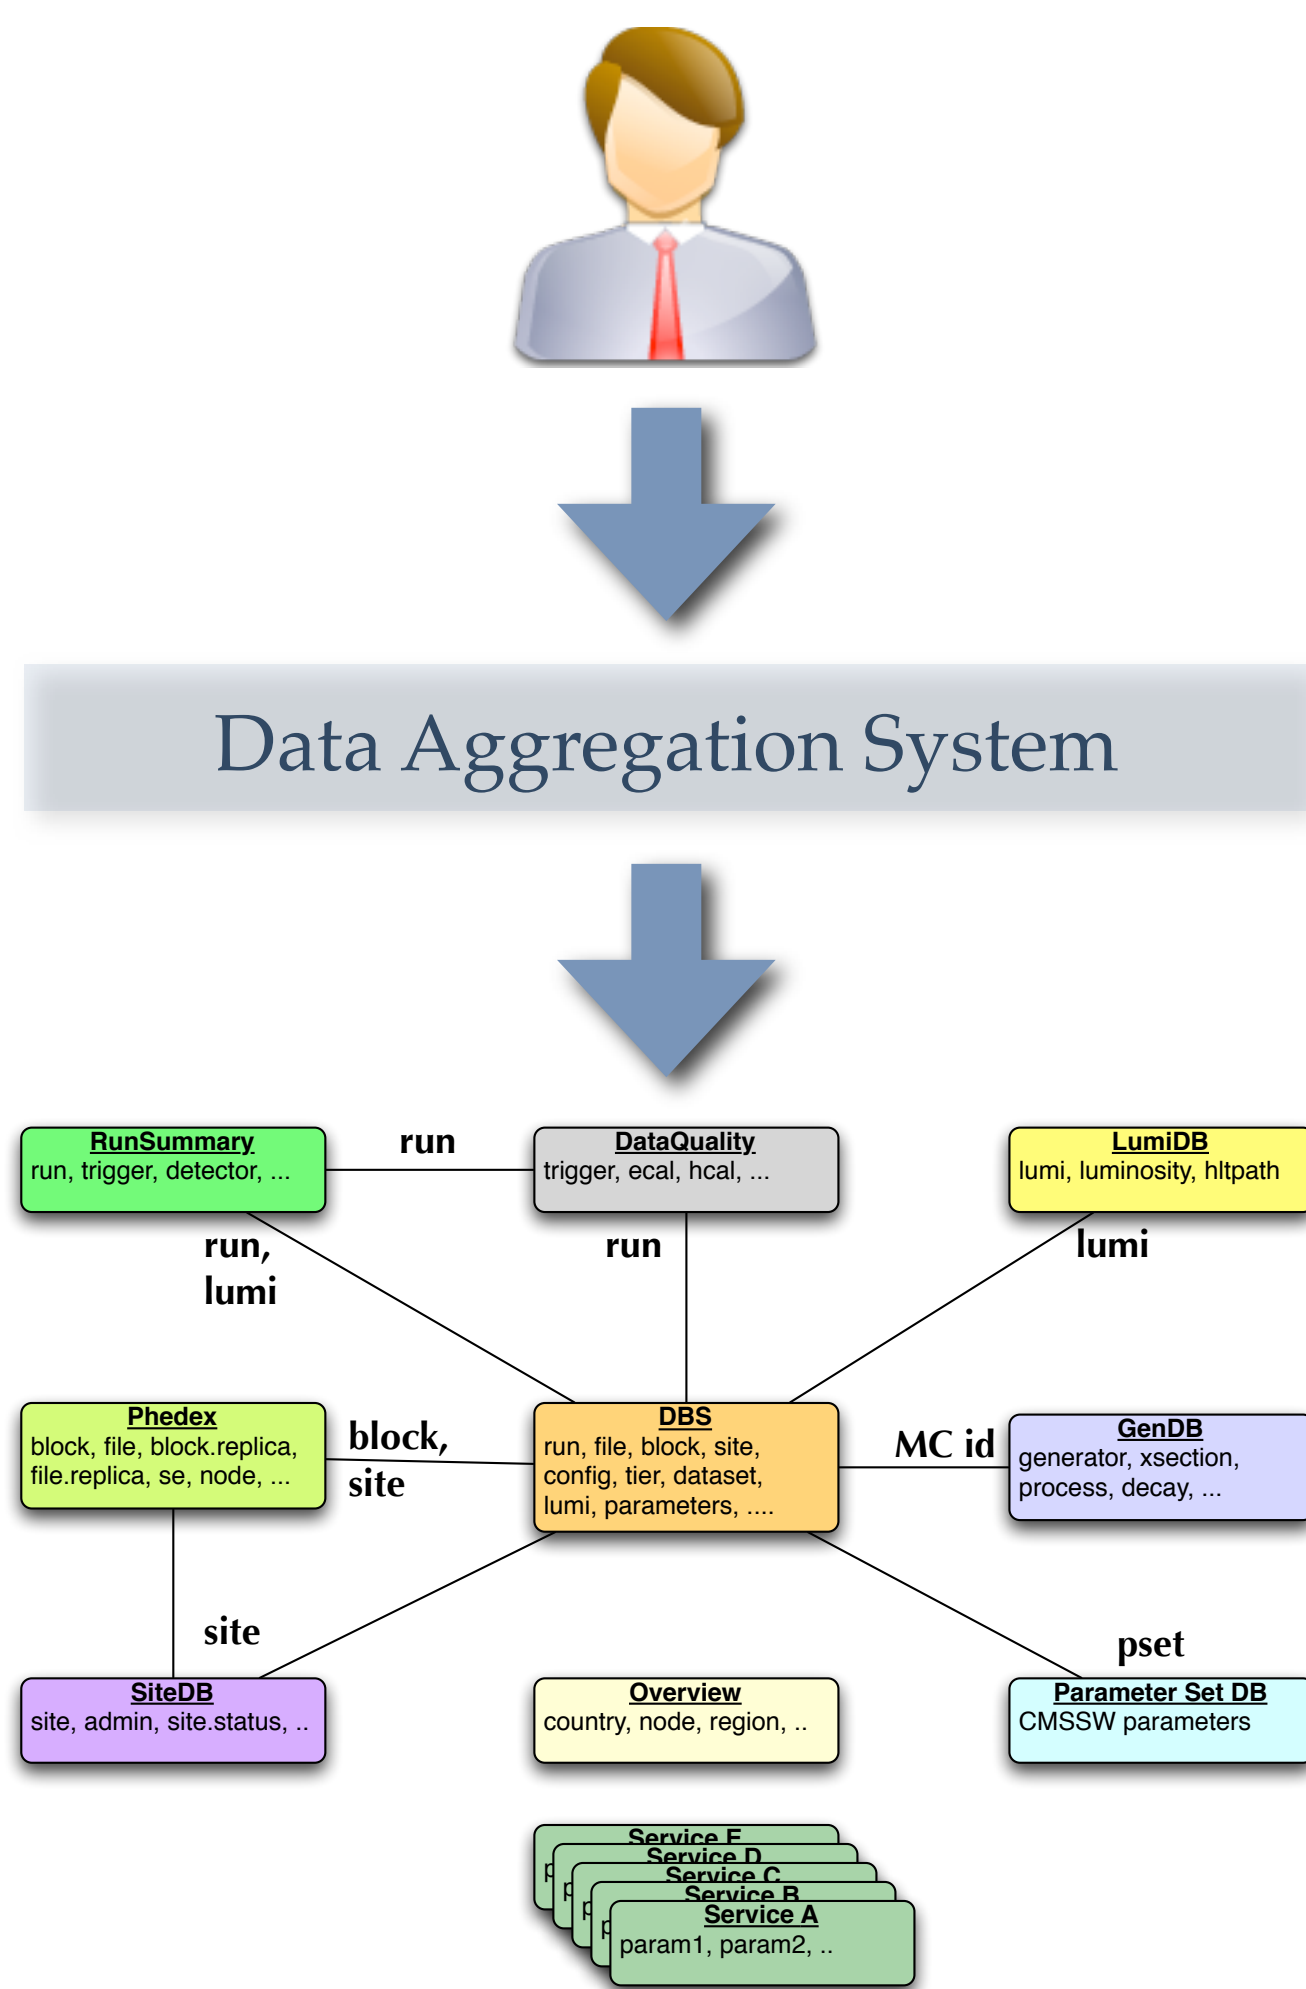 Data Aggregation System
RunSummary
run, trigger, detector, ...
run
DataQuality
trigger, ecal, hcal, ...
LumiDB
lumi, luminosity, hltpath
run,
lumi
run
lumi
Phedex
block, file, block.replica,
file.replica, se, node, ...
block,
site
DBS
run, file, block, site,
config, tier, dataset,
lumi, parameters, ....
MC id
GenDB
generator, xsection,
process, decay, ...
site
pset
SiteDB
site, admin, site.status, ..
Overview
country, node, region, ..
Parameter Set DB
CMSSW parameters
Service E
Service D
Service C
Service B
Service A
param1, param2, ..